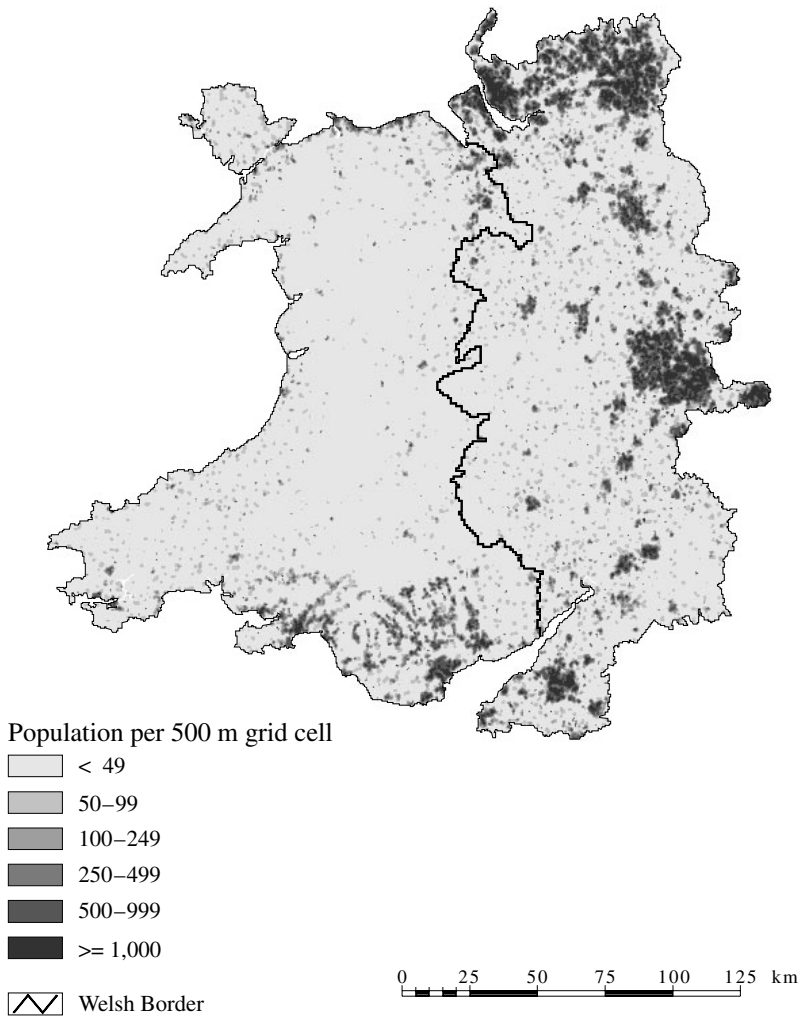 Population per 500 m grid cell
< 49
50–99
100–249
250–499
500–999
>= 1,000
Welsh Border
0 25 50 75 100 125 km